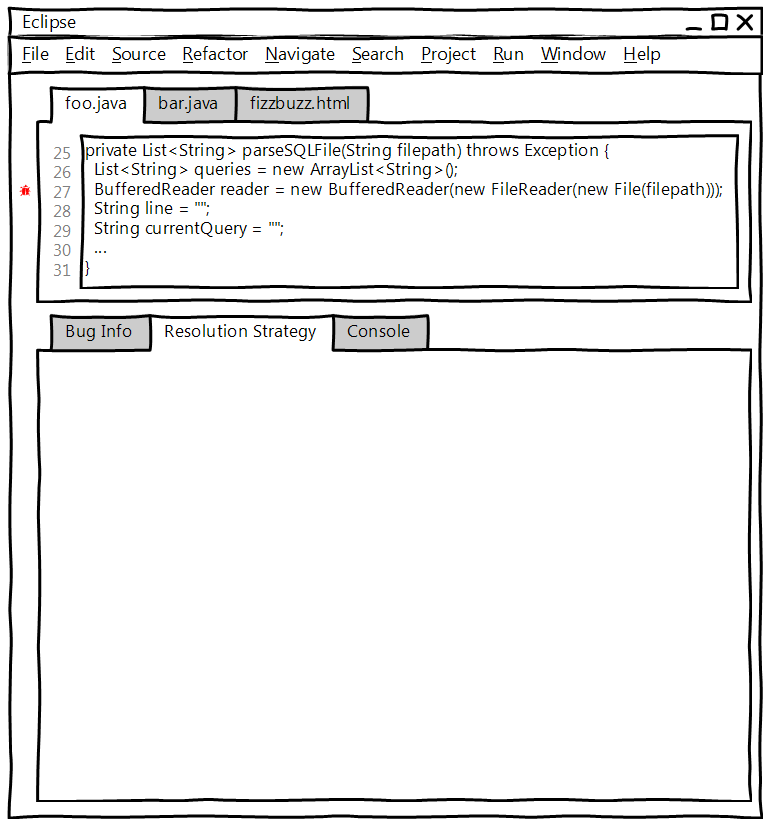 Eclipse
File Edit Source Refactor Navigate Search Project Run Window Help
foo.java bar.java fizzbuzz.html
25 private List<String> parseSQLFile(String filepath) throws Exception {
26 List<String> queries = new ArrayList<String>();
27 BufferedReader reader = new BufferedReader(new FileReader(new File(filepath)));
28 String line = "";
29 String currentQuery = "";
30 ...
31 }
Bug Info Resolution Strategy Console